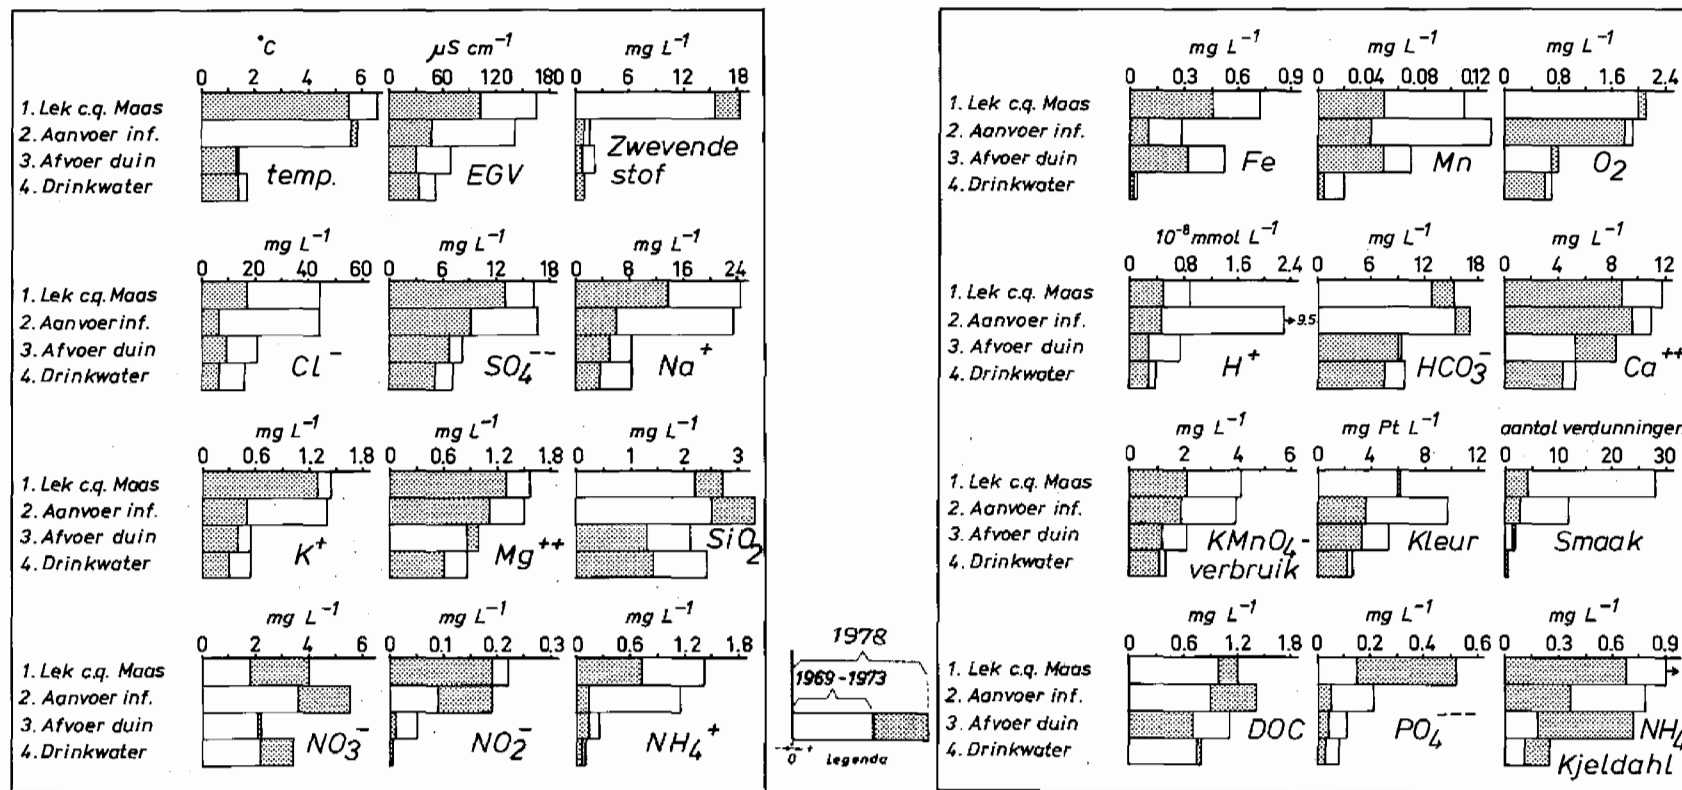 °C µS cm⁻¹ mg L⁻¹
0 2 4 6 0 60 120 180 0 6 12 18
1. Lek c.q. Maas
2. Aanvoer inf.
3. Afvoer duin
4. Drinkwater
temp. EGV Zwevende stof
mg L⁻¹ mg L⁻¹ mg L⁻¹
0 20 40 60 0 6 12 18 0 8 16 24
1. Lek c.q. Maas
2. Aanvoer inf.
3. Afvoer duin
4. Drinkwater
Cl⁻ SO₄⁻⁻ Na⁺
mg L⁻¹ mg L⁻¹ mg L⁻¹
0 0.6 1.2 1.8 0 0.6 1.2 1.8 0 1 2 3
1. Lek c.q. Maas
2. Aanvoer inf.
3. Afvoer duin
4. Drinkwater
K⁺ Mg⁺⁺ SiO₂
mg L⁻¹ mg L⁻¹ mg L⁻¹
0 2 4 6 0 0.1 0.2 0.3 0 0.6 1.2 1.8
1. Lek c.q. Maas
2. Aanvoer inf.
3. Afvoer duin
4. Drinkwater
NO₃⁻ NO₂⁻ NH₄⁺
1978
1969-1973
- +
0 legenda
mg L⁻¹ mg L⁻¹ mg L⁻¹
0 0.3 0.6 0.9 0 0.04 0.08 0.12 0 0.8 1.6 2.4
1. Lek c.q. Maas
2. Aanvoer inf.
3. Afvoer duin
4. Drinkwater
Fe Mn O₂
10⁻⁸ mmol L⁻¹ mg L⁻¹ mg L⁻¹
0 0.8 1.6 2.4 0 6 12 18 0 4 8 12
1. Lek c.q. Maas
2. Aanvoer inf.
3. Afvoer duin
4. Drinkwater
→9.5
H⁺ HCO₃⁻ Ca⁺⁺
mg L⁻¹ mg Pt L⁻¹ aantal verdunningen
0 2 4 6 0 4 8 12 0 10 20 30
1. Lek c.q. Maas
2. Aanvoer inf.
3. Afvoer duin
4. Drinkwater
KMnO₄-verbruik Kleur Smaak
mg L⁻¹ mg L⁻¹ mg L⁻¹
0 0.6 1.2 1.8 0 0.2 0.4 0.6 0 0.3 0.6 0.9
1. Lek c.q. Maas
2. Aanvoer inf.
3. Afvoer duin
4. Drinkwater
DOC PO₄⁻⁻⁻ NH₄ Kjeldahl